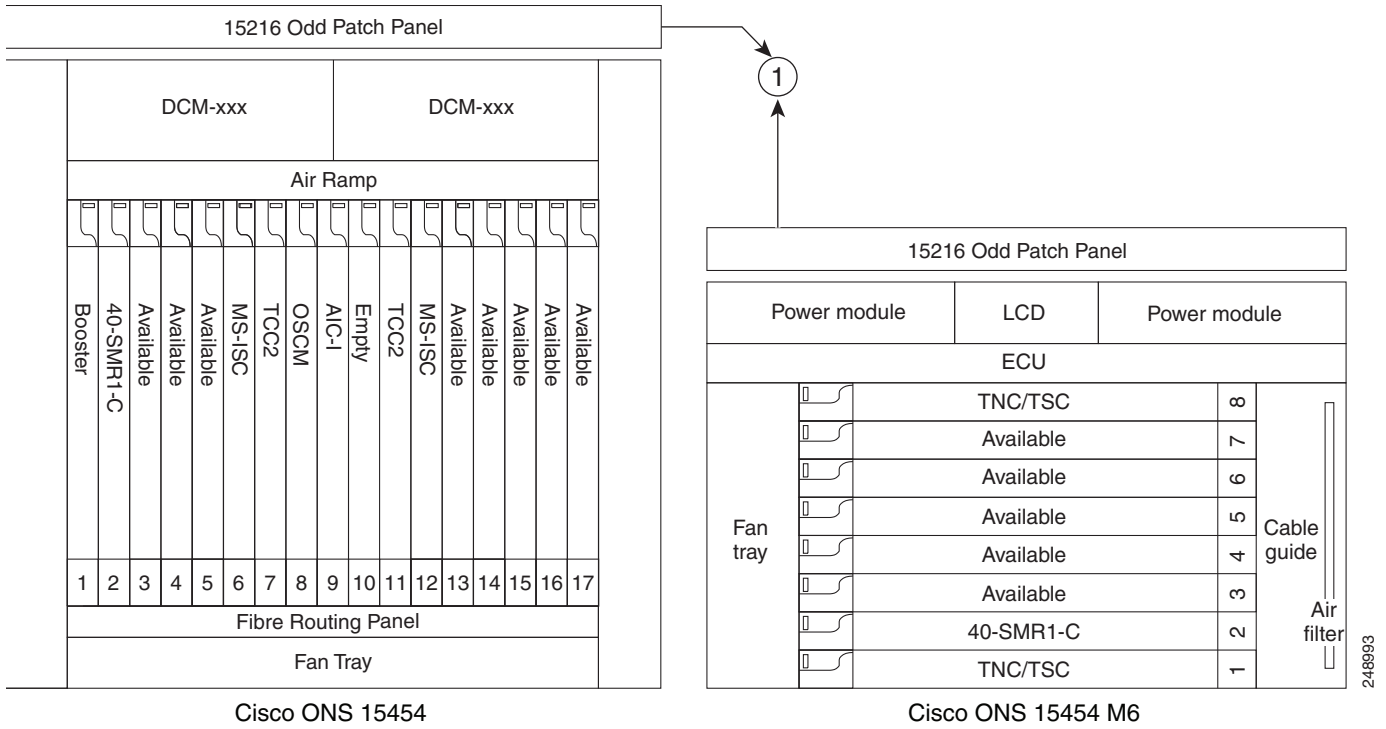 15216 Odd Patch Panel
1
DCM-xxx
DCM-xxx
Air Ramp
Booster
40-SMR1-C
Available
Available
Available
MS-ISC
TCC2
OSCM
AIC-I
Empty
TCC2
MS-ISC
Available
Available
Available
Available
Available
1 2 3 4 5 6 7 8 9 10 11 12 13 14 15 16 17
Fibre Routing Panel
Fan Tray
Cisco ONS 15454
15216 Odd Patch Panel
Power module
LCD
Power module
ECU
Fan
tray
TNC/TSC 8
Available 7
Available 6
Available 5
Available 4
Available 3
40-SMR1-C 2
TNC/TSC 1
Cable
guide
Air
filter
Cisco ONS 15454 M6
248993